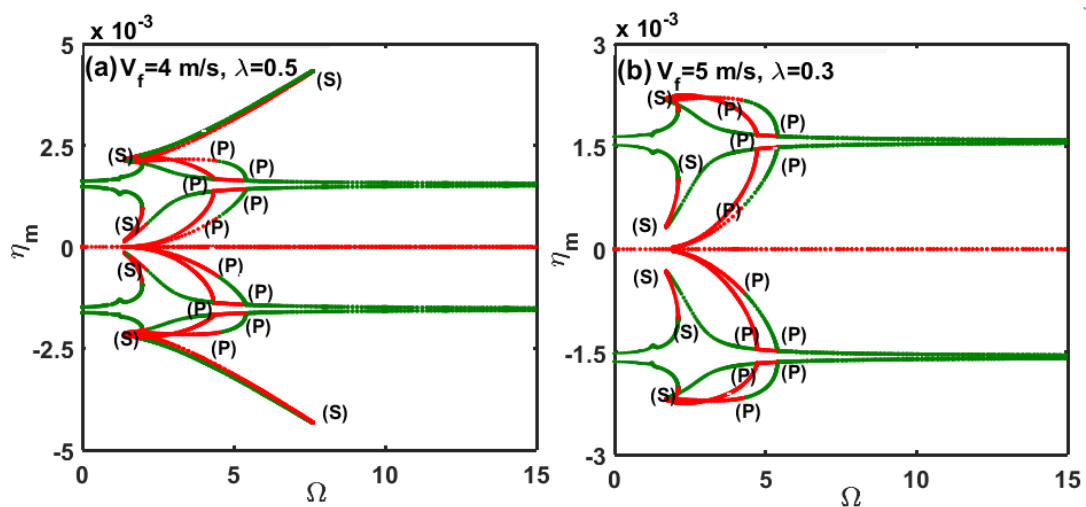 x 10⁻³
(a) V_f=4 m/s, λ=0.5
5
2.5
0
-2.5
-5
η_m
0
5
10
15
Ω
(S)
(S)
(P)
(P)
(P)
(S)
(P)
(P)
(S)
(P)
(P)
(S)
(P)
(S)
x 10⁻³
(b) V_f=5 m/s, λ=0.3
3
1.5
0
-1.5
-3
η_m
0
5
10
15
Ω
(S)
(P)
(P)
(P)
(S)
(P)
(P)
(S)
(S)
(P)
(P)
(S)
(P)
(P)
(P)
(S)
(P)